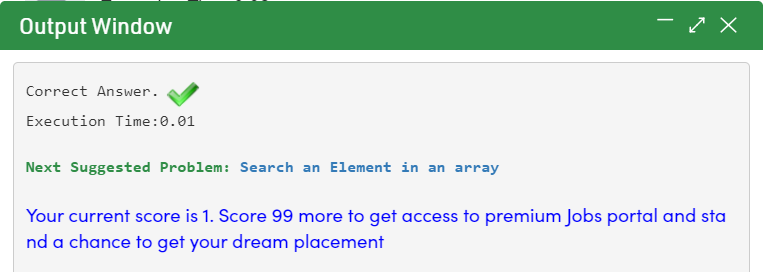 Output Window
Correct Answer.
Execution Time:0.01
Next Suggested Problem: Search an Element in an array
Your current score is 1. Score 99 more to get access to premium Jobs portal and sta
nd a chance to get your dream placement